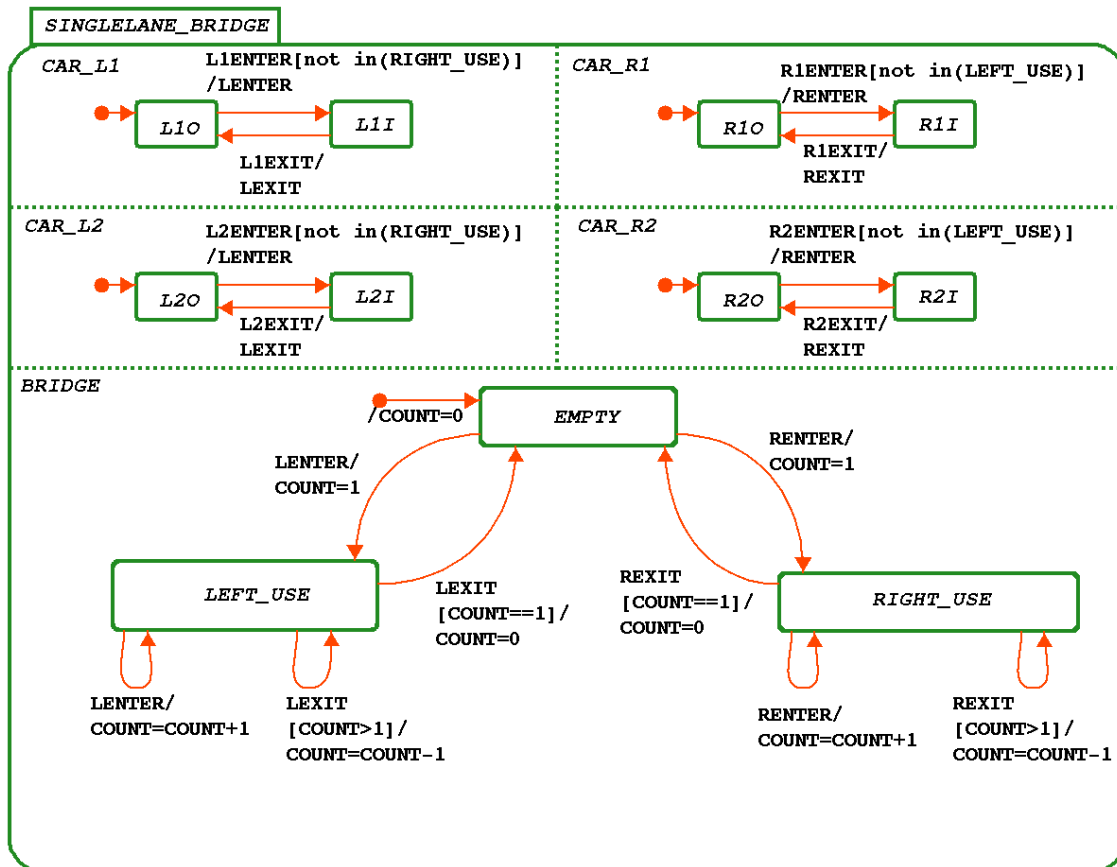 SINGLELANE_BRIDGE
CAR_L1
L1ENTER[not in(RIGHT_USE)]
/LENTER
L1O
L1I
L1EXIT/
LEXIT
CAR_R1
R1ENTER[not in(LEFT_USE)]
/RENTER
R1O
R1I
R1EXIT/
REXIT
CAR_L2
L2ENTER[not in(RIGHT_USE)]
/LENTER
L2O
L2I
L2EXIT/
LEXIT
CAR_R2
R2ENTER[not in(LEFT_USE)]
/RENTER
R2O
R2I
R2EXIT/
REXIT
BRIDGE
/COUNT=0
EMPTY
LENTER/
COUNT=1
RENTER/
COUNT=1
LEFT_USE
LEXIT
[COUNT==1]/
COUNT=0
REXIT
[COUNT==1]/
COUNT=0
RIGHT_USE
LENTER/
COUNT=COUNT+1
LEXIT
[COUNT>1]/
COUNT=COUNT-1
RENTER/
COUNT=COUNT+1
REXIT
[COUNT>1]/
COUNT=COUNT-1